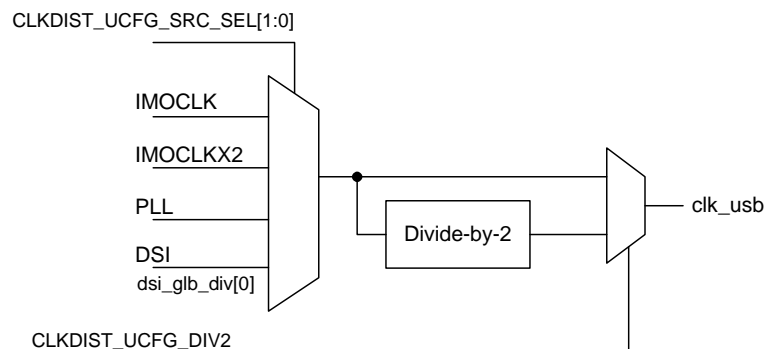 CLKDIST_UCFG_SRC_SEL[1:0]
IMOCLK
IMOCLKX2
PLL
DSI
dsi_glb_div[0]
Divide-by-2
clk_usb
CLKDIST_UCFG_DIV2